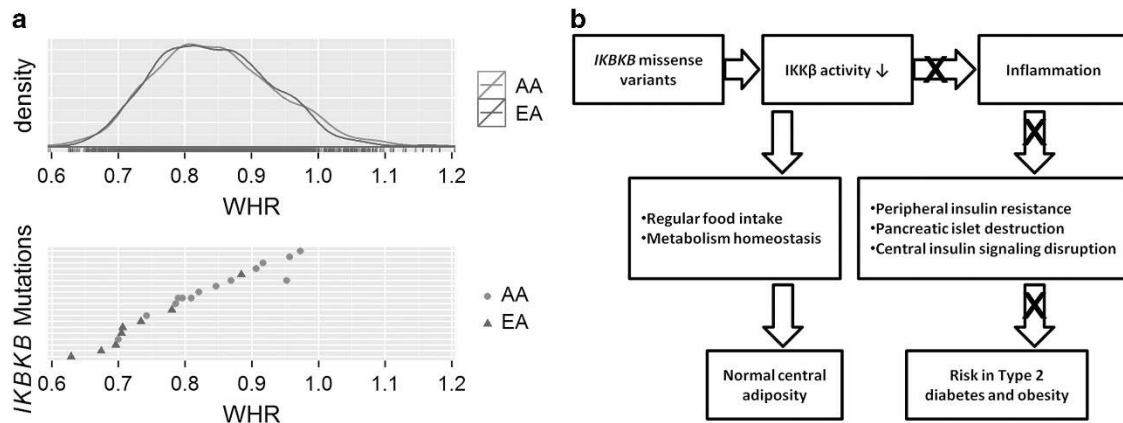 a
density
AA
EA
0.6 0.7 0.8 0.9 1.0 1.1 1.2
WHR
IKBKB Mutations
AA
EA
0.6 0.7 0.8 0.9 1.0 1.1 1.2
WHR
b
IKBKB missense
variants
IKKβ activity ↓
X
Inflammation
X
•Regular food intake
•Metabolism homeostasis
•Peripheral insulin resistance
•Pancreatic islet destruction
•Central insulin signaling disruption
X
Normal central
adiposity
Risk in Type 2
diabetes and obesity